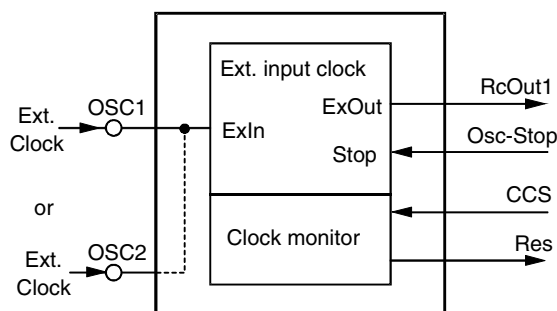 Ext. input clock
ExOut
RcOut1
OSC1
Ext.
Clock
ExIn
Stop
Osc-Stop
or
CCS
OSC2
Ext.
Clock
Clock monitor
Res